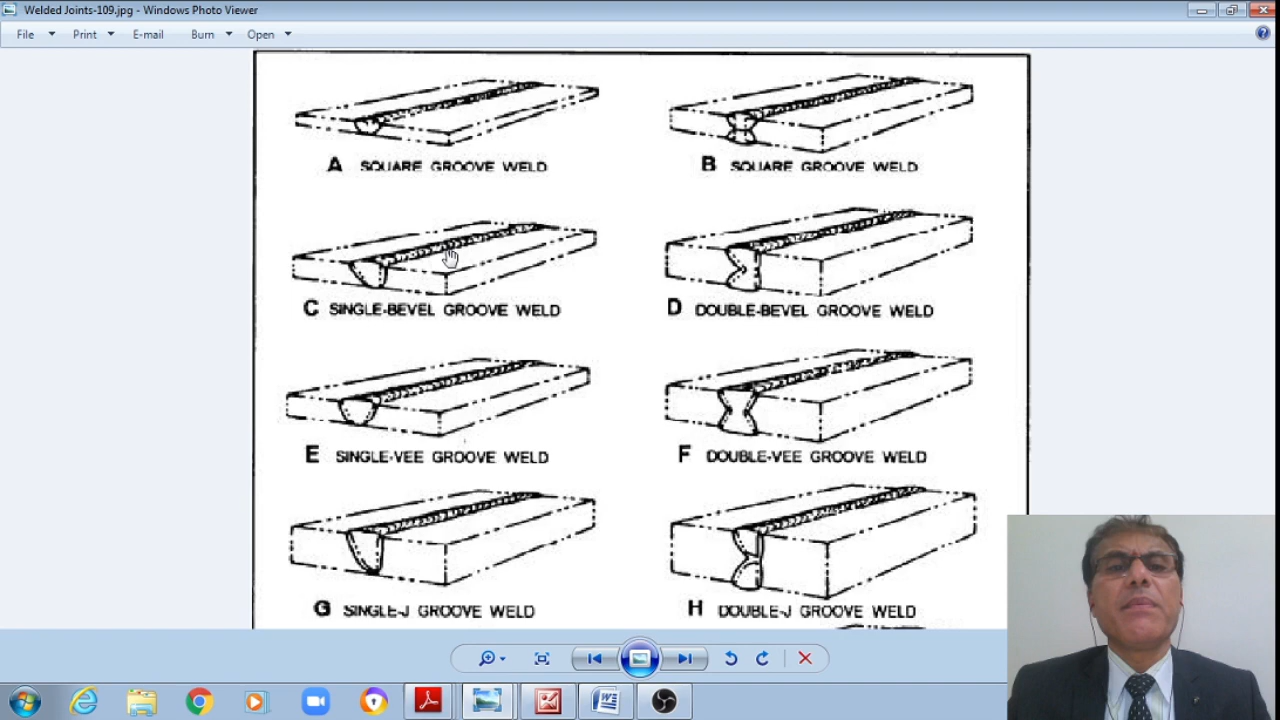 Welded Joints-109.jpg - Windows Photo Viewer
File Print E-mail Burn Open
A SQUARE GROOVE WELD
B SQUARE GROOVE WELD
C SINGLE-BEVEL GROOVE WELD
D DOUBLE-BEVEL GROOVE WELD
E SINGLE-VEE GROOVE WELD
F DOUBLE-VEE GROOVE WELD
G SINGLE-J GROOVE WELD
H DOUBLE-J GROOVE WELD